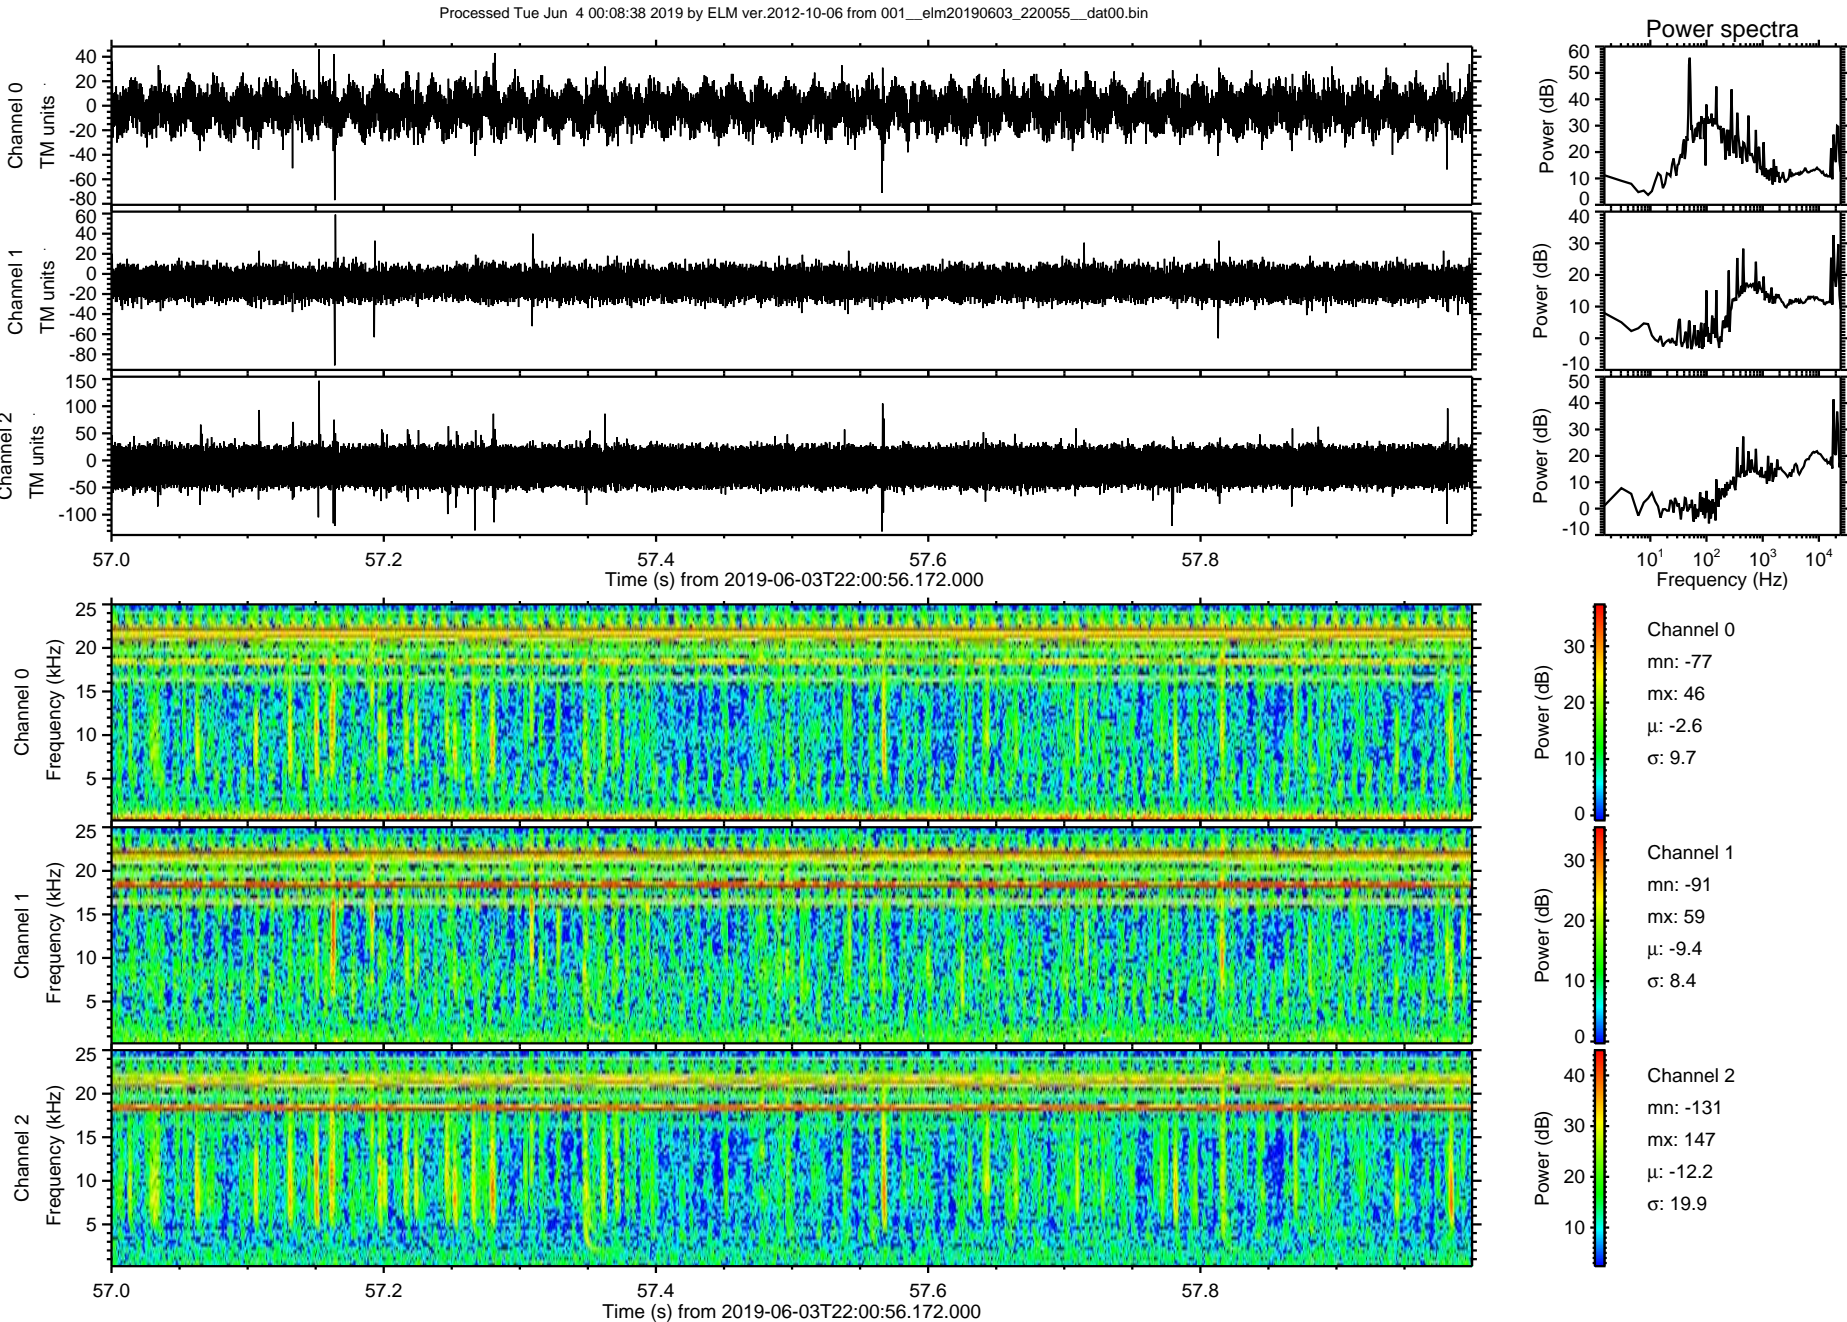 Processed Tue Jun  4 00:08:38 2019 by ELM ver.2012-10-06 from 001__elm20190603_220055__dat00.bin
Power spectra
Channel 0
TM units
40
20
0
-20
-40
-60
-80
Power (dB)
60
50
40
30
20
10
0
Channel 1
TM units
60
40
20
0
-20
-40
-60
-80
Power (dB)
40
30
20
10
0
-10
Channel 2
TM units
150
100
50
0
-50
-100
Power (dB)
50
40
30
20
10
0
-10
57.0 57.2 57.4 57.6 57.8
Time (s) from 2019-06-03T22:00:56.172.000
10^1 10^2 10^3 10^4
Frequency (Hz)
Channel 0
Frequency (kHz)
25
20
15
10
5
Power (dB)
30
20
10
0
Channel 0
mn: -77
mx: 46
μ: -2.6
σ: 9.7
Channel 1
Frequency (kHz)
25
20
15
10
5
Power (dB)
30
20
10
0
Channel 1
mn: -91
mx: 59
μ: -9.4
σ: 8.4
Channel 2
Frequency (kHz)
25
20
15
10
5
Power (dB)
40
30
20
10
Channel 2
mn: -131
mx: 147
μ: -12.2
σ: 19.9
57.0 57.2 57.4 57.6 57.8
Time (s) from 2019-06-03T22:00:56.172.000